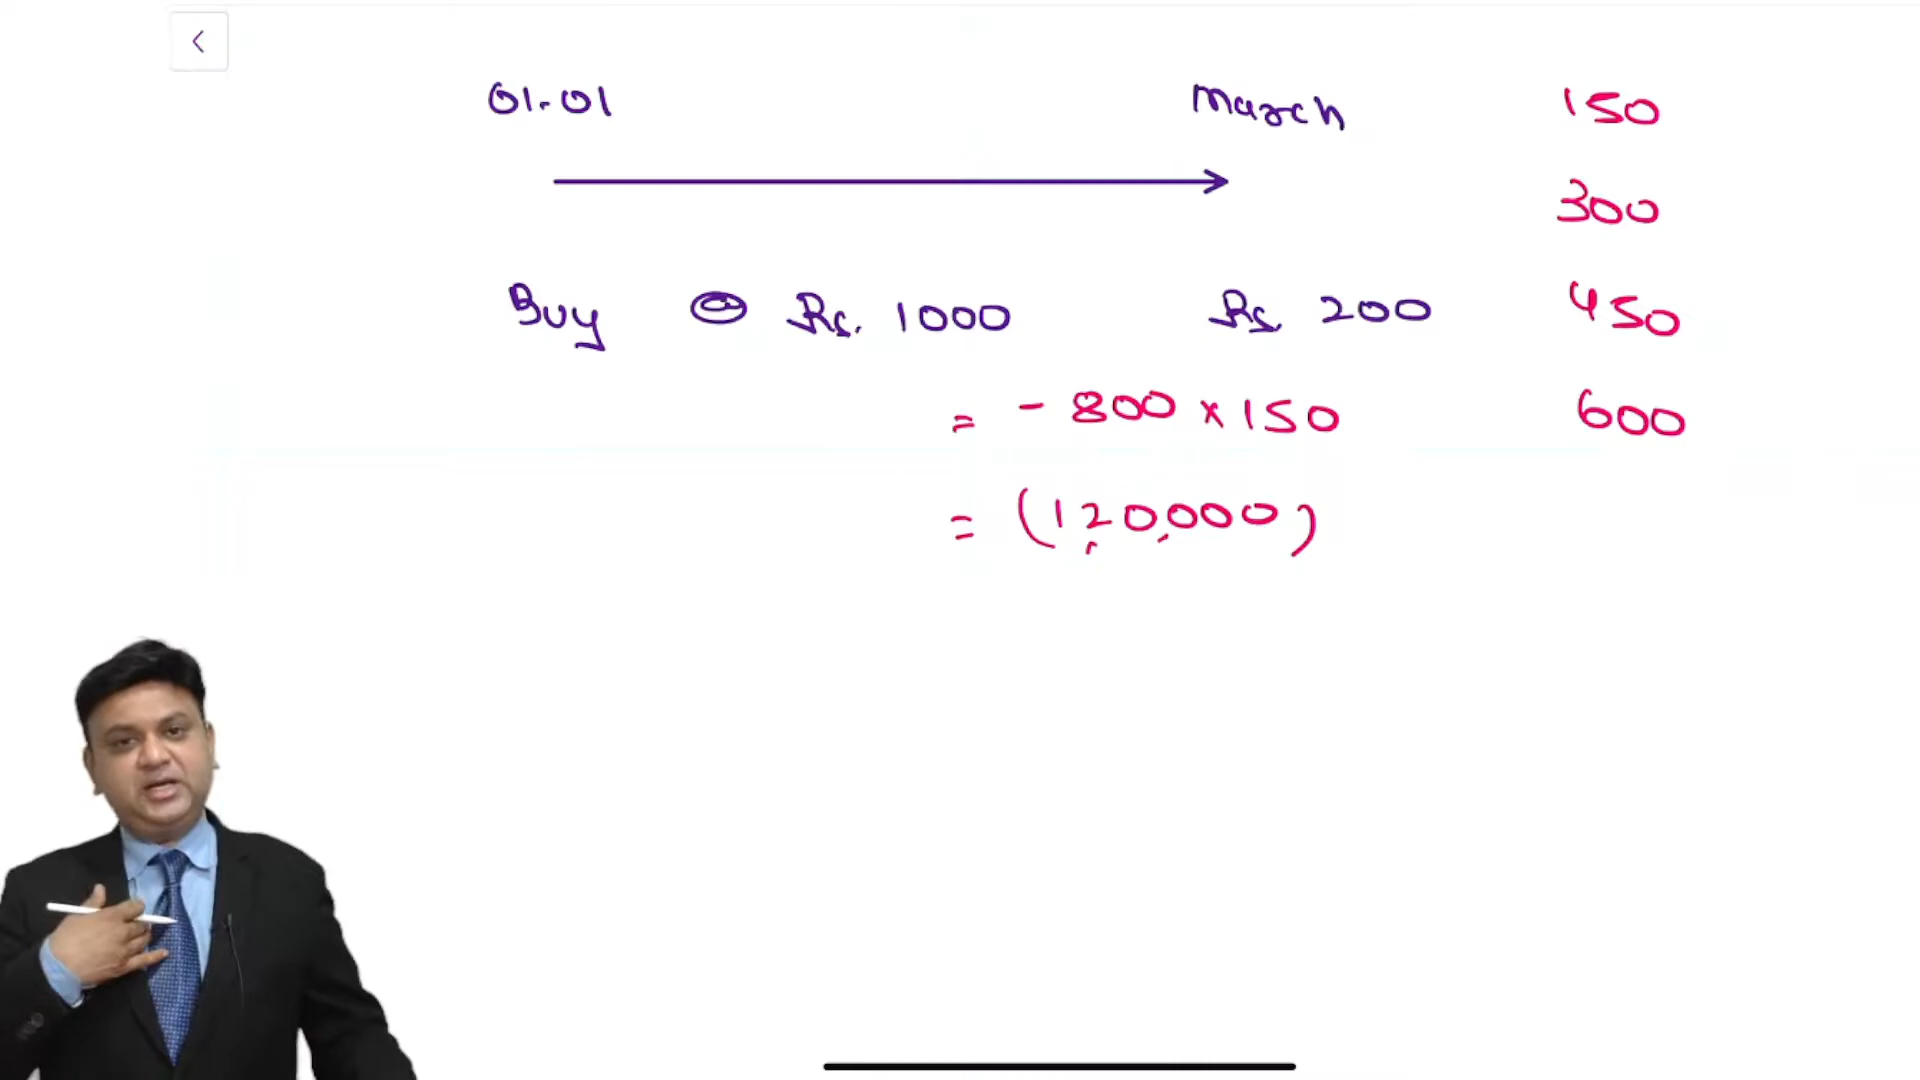 01.01 March 150
300
Buy @ Rs. 1000 Rs. 200 450
= - 800 x 150 600
= (1,20,000)